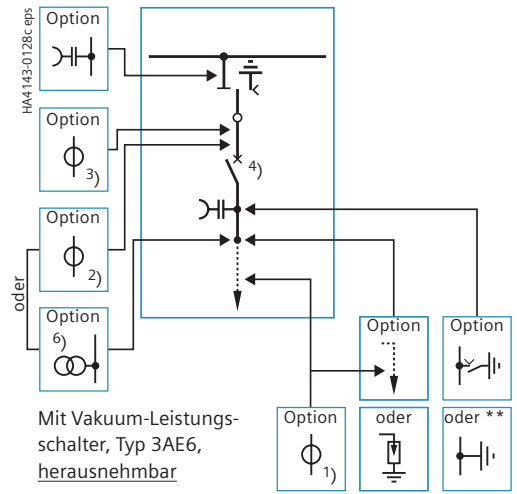 HA4143-0128c eps
Option
Option
3)
4)
Option
2)
oder
Option
6)
Option
Option
Mit Vakuum-Leistungs-
schalter, Typ 3AE6,
herausnehmbar
Option
1)
oder
oder **